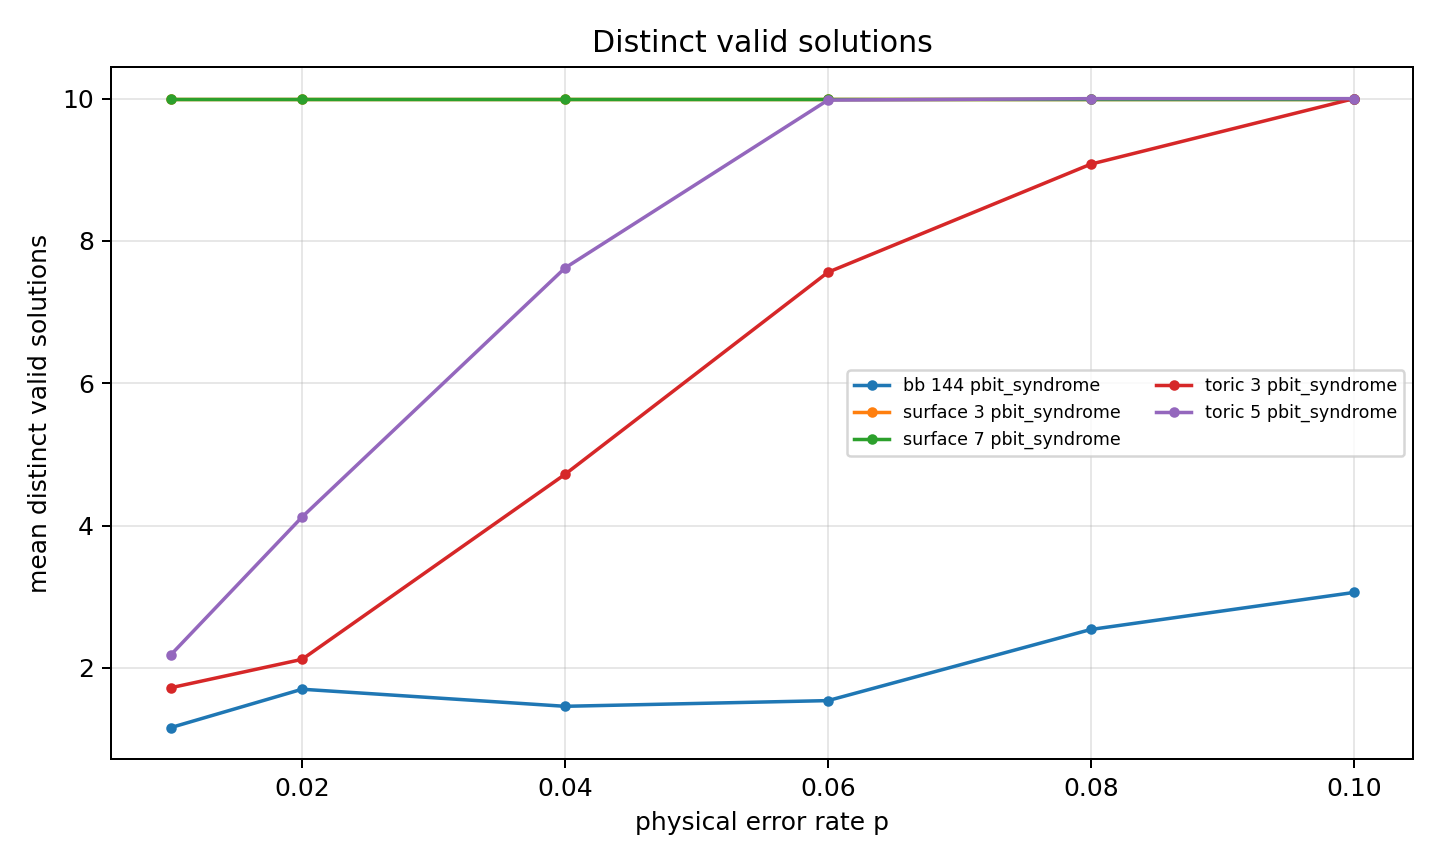 Distinct valid solutions
mean distinct valid solutions
10
8
6
4
2
bb 144 pbit_syndrome
surface 3 pbit_syndrome
surface 7 pbit_syndrome
toric 3 pbit_syndrome
toric 5 pbit_syndrome
0.02 0.04 0.06 0.08 0.10
physical error rate p